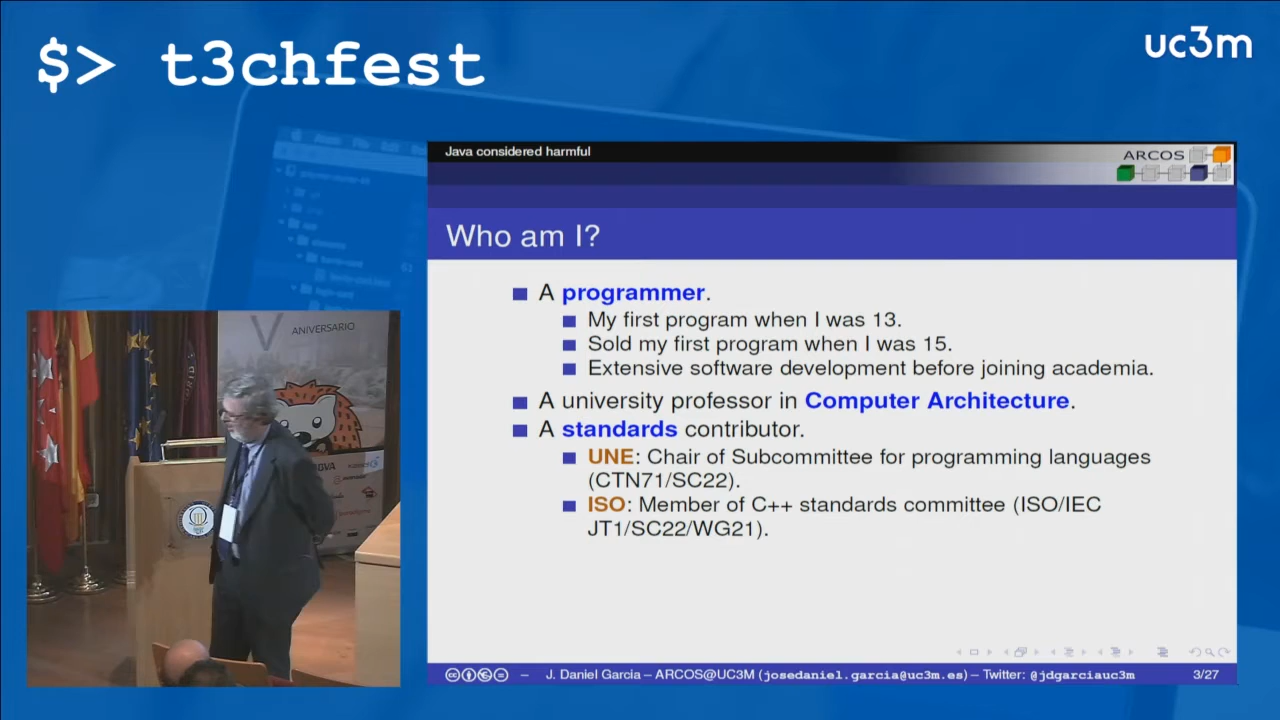 $> t3chfest
uc3m
Java considered harmful
ARCOS
Who am I?
A programmer.
My first program when I was 13.
Sold my first program when I was 15.
Extensive software development before joining academia.
A university professor in Computer Architecture.
A standards contributor.
UNE: Chair of Subcommittee for programming languages
(CTN71/SC22).
ISO: Member of C++ standards committee (ISO/IEC
JT1/SC22/WG21).
V ANIVERSARIO
BBVA
– J. Daniel Garcia – ARCOS@UC3M (josedaniel.garcia@uc3m.es) – Twitter: @jdgarciauc3m
3/27